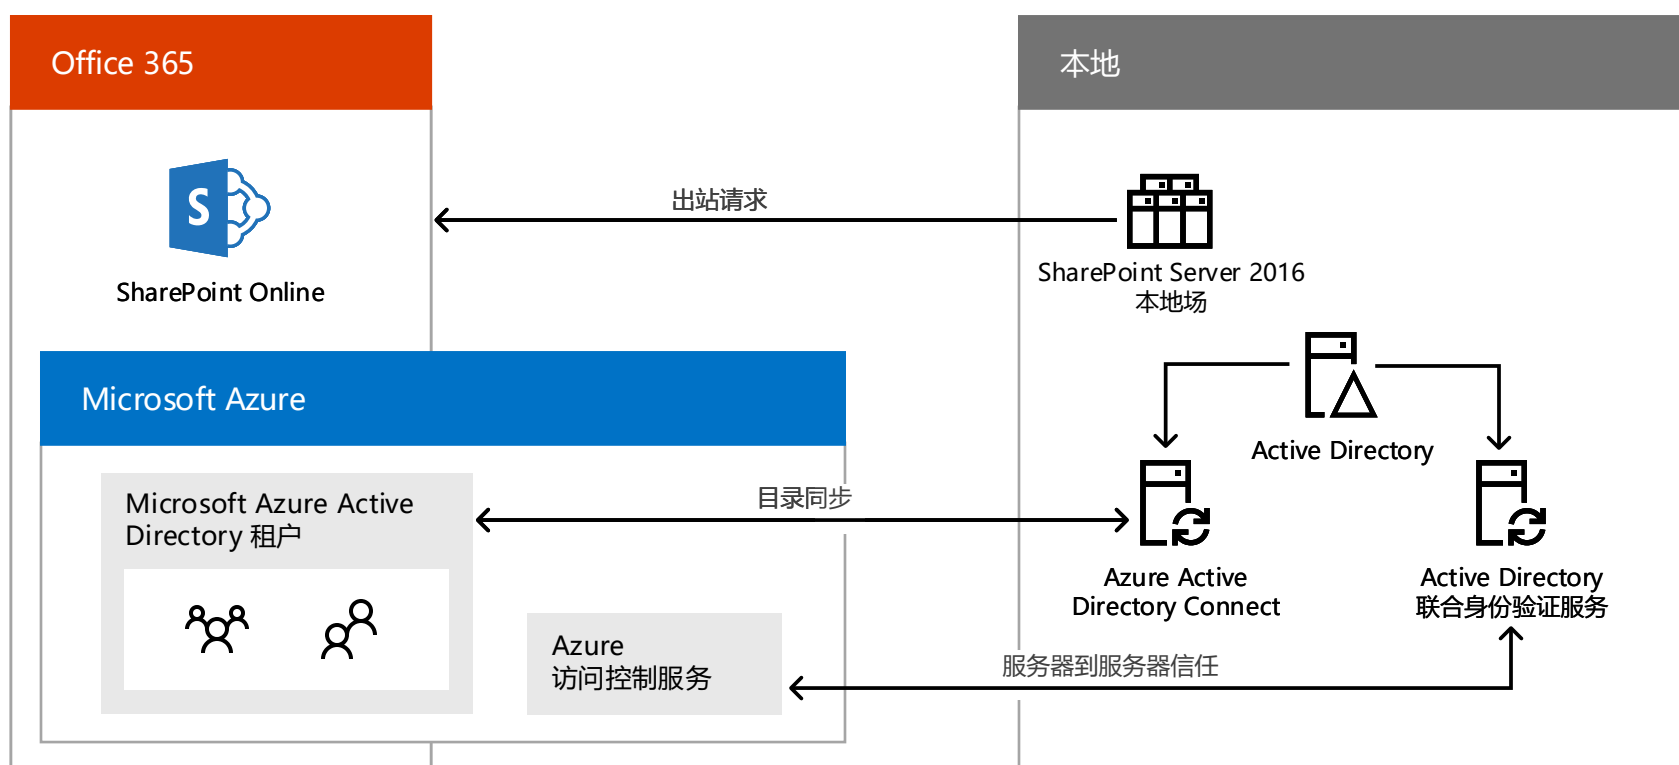 Office 365
本地
S
出站请求
SharePoint Online
SharePoint Server 2016
本地场
Microsoft Azure
Active Directory
Microsoft Azure Active
Directory 租户
目录同步
Azure Active
Directory Connect
Active Directory
联合身份验证服务
Azure
访问控制服务
服务器到服务器信任